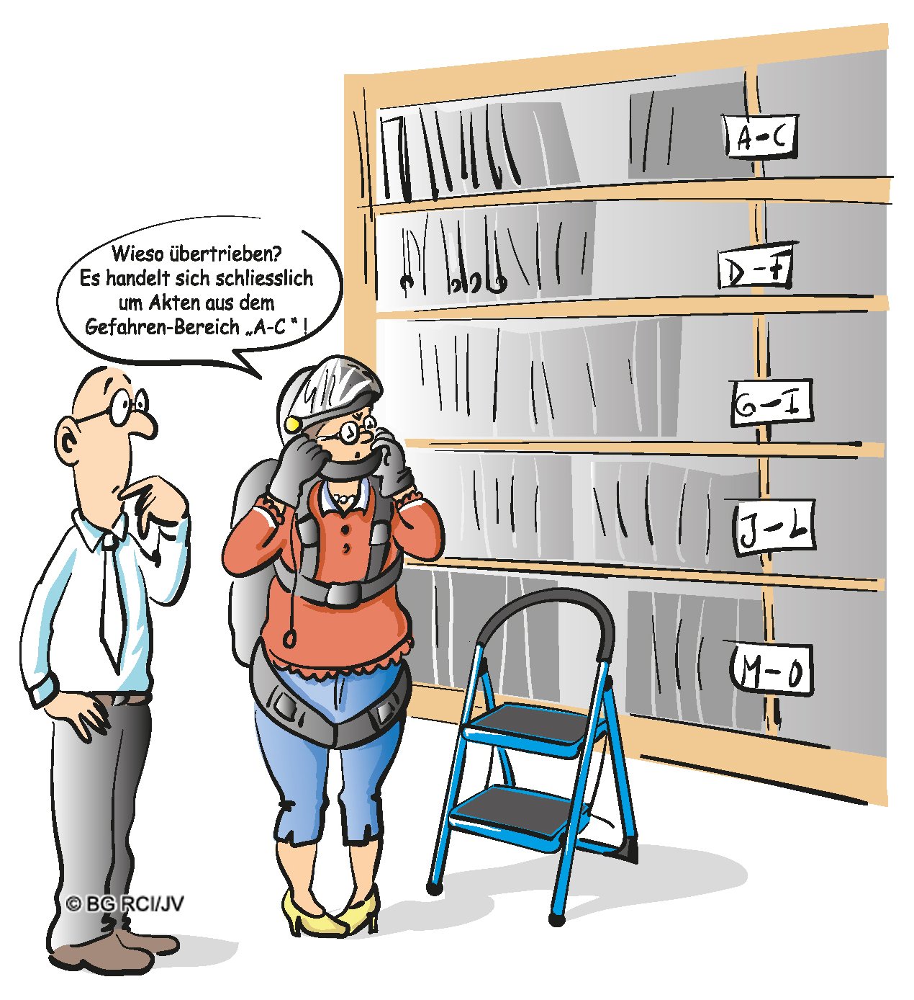 Wieso übertrieben?
Es handelt sich schliesslich
um Akten aus dem
Gefahren-Bereich „A-C “ !
A-C
D-F
G-I
J-L
M-O
© BG RCI/JV